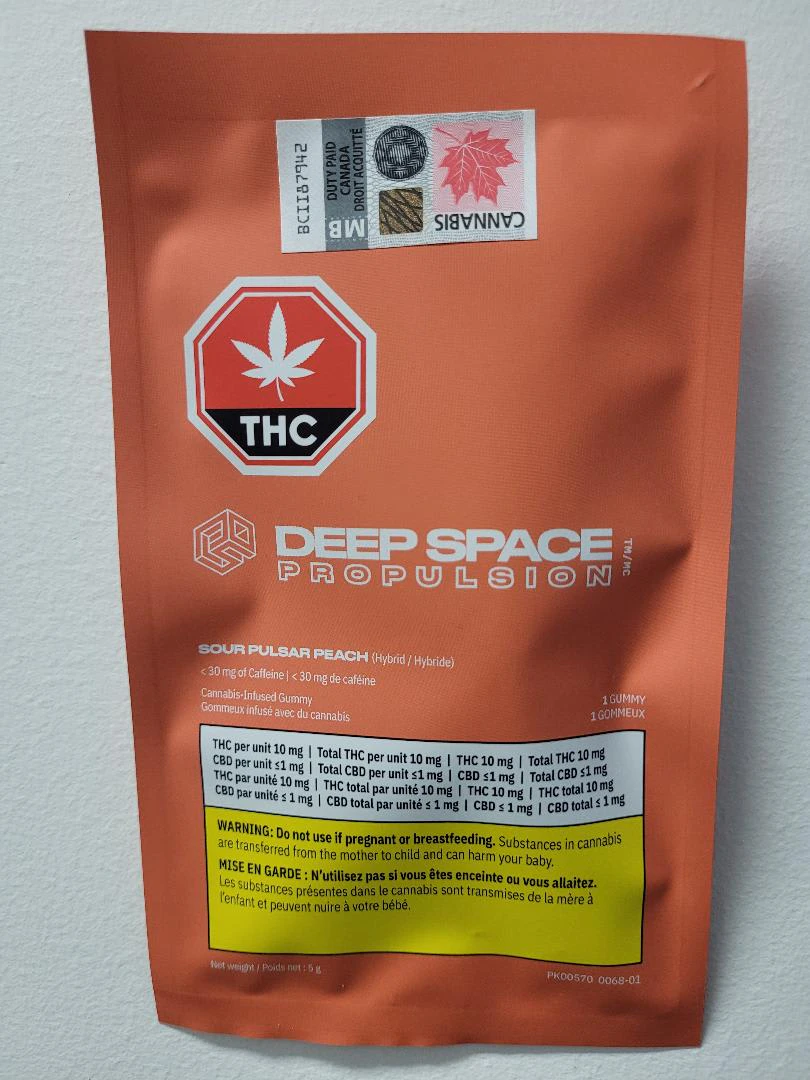 BCII87942
DUTY PAID
CANADA
DROIT ACQUITTÉ
MB
CANNABIS
THC
DEEP SPACE
PROPULSION TM/MC
SOUR PULSAR PEACH (Hybrid / Hybride)
< 30 mg of Caffeine | < 30 mg de caféine
Cannabis-Infused Gummy
Gommeux infusé avec du cannabis
1 GUMMY
1 GOMMEUX
THC per unit 10 mg | Total THC per unit 10 mg | THC 10 mg | Total THC 10 mg
CBD per unit ≤1 mg | Total CBD per unit ≤1 mg | CBD ≤1 mg | Total CBD ≤1 mg
THC par unité 10 mg | THC total par unité 10 mg | THC 10 mg | THC total 10 mg
CBD par unité ≤ 1 mg | CBD total par unité ≤ 1 mg | CBD ≤ 1 mg | CBD total ≤ 1 mg
WARNING: Do not use if pregnant or breastfeeding. Substances in cannabis
are transferred from the mother to child and can harm your baby.
MISE EN GARDE : N'utilisez pas si vous êtes enceinte ou vous allaitez.
Les substances présentes dans le cannabis sont transmises de la mère à
l'enfant et peuvent nuire à votre bébé.
Net weight / Poids net : 5 g
PK00570 0068-01